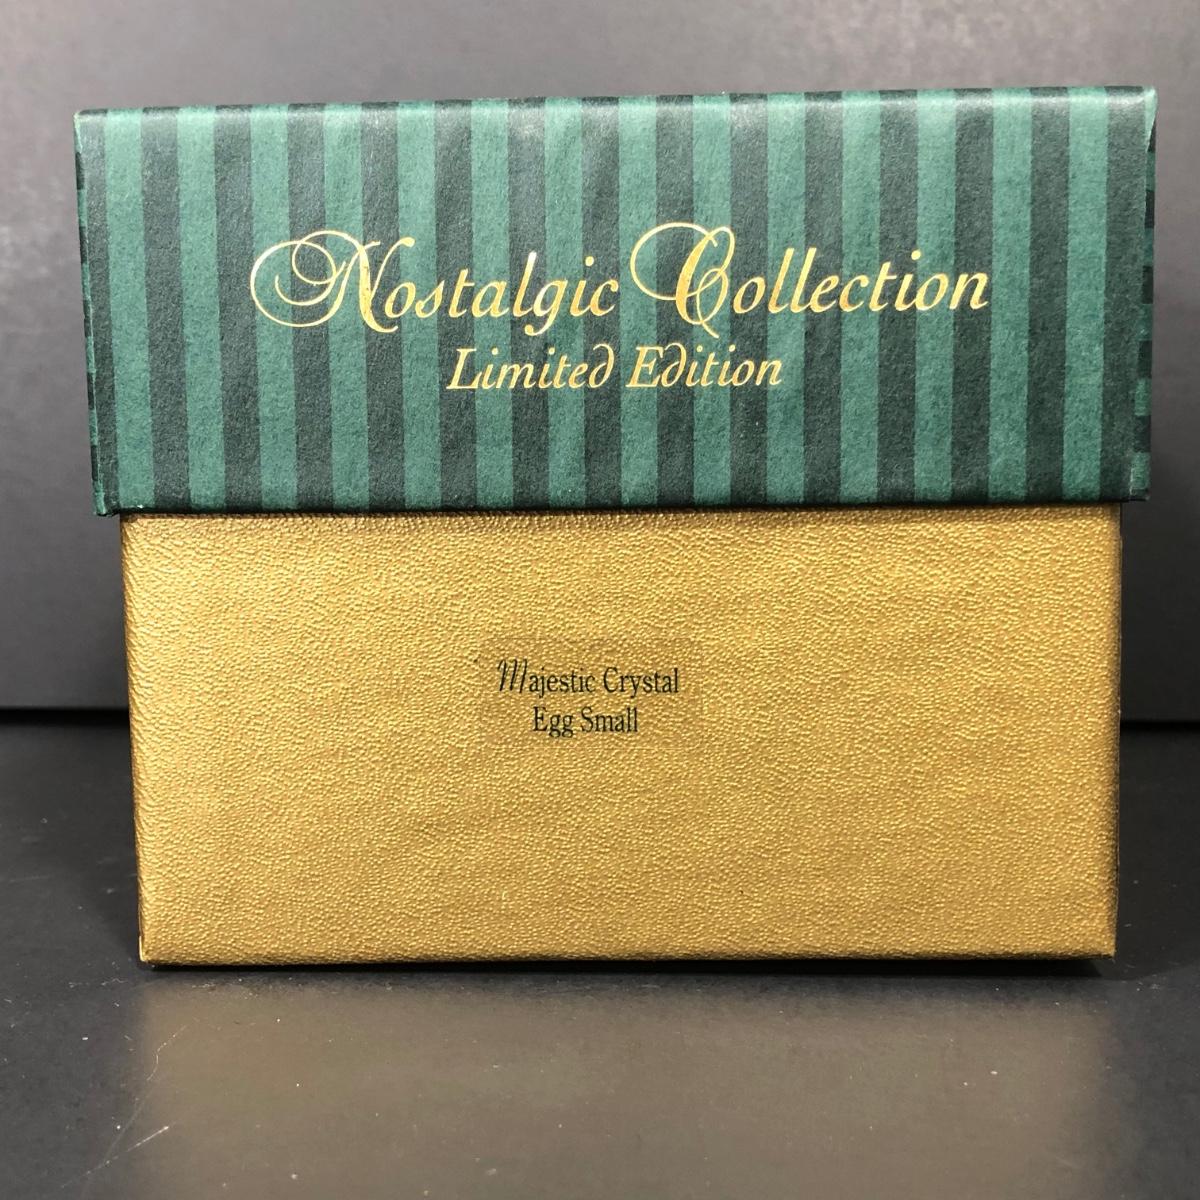 Nostalgic Collection
Limited Edition
Majestic Crystal
Egg Small